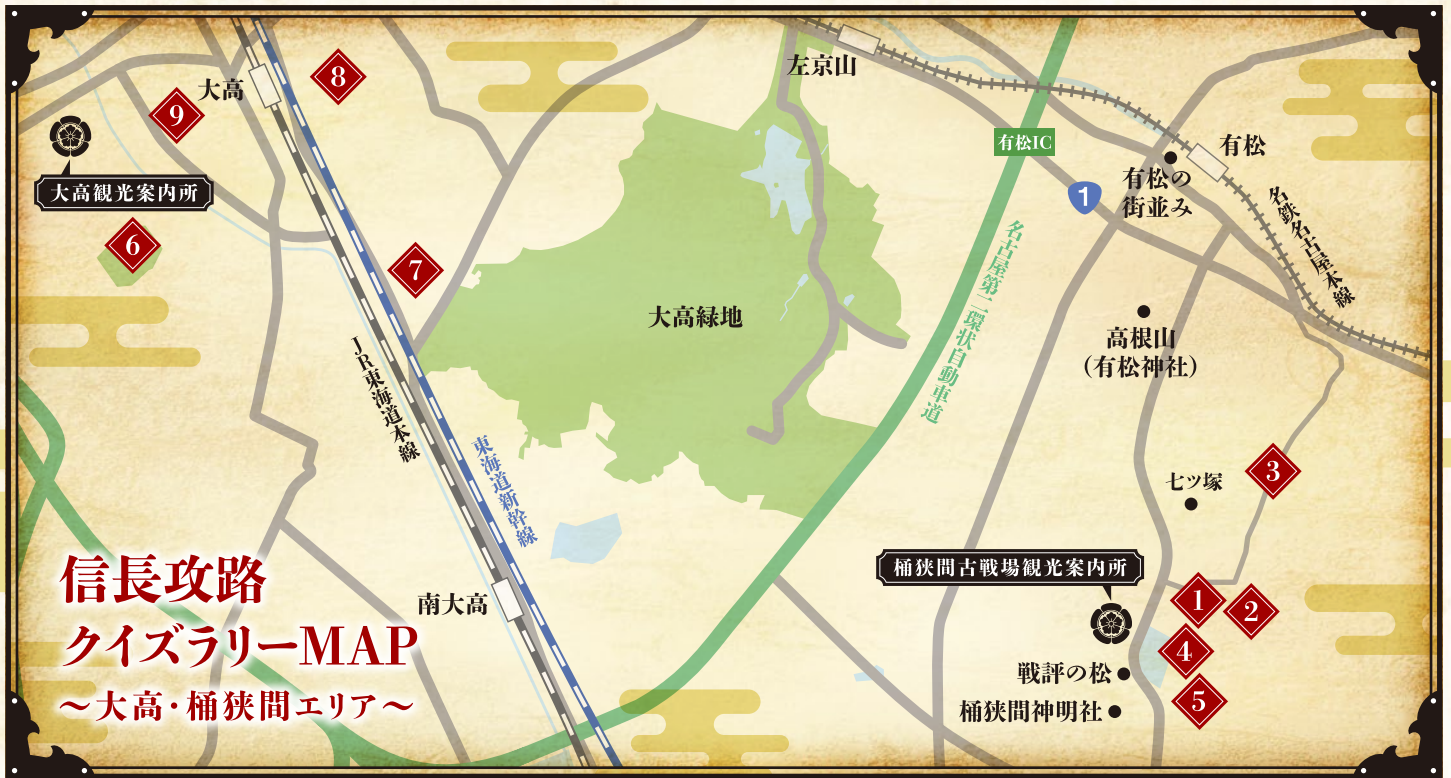 大高
8
9
大高観光案内所
6
7
左京山
有松IC
1
有松
有松の
街並み
名鉄名古屋本線
名古屋第二環状自動車道
大高緑地
高根山
(有松神社)
JR東海道本線
東海道新幹線
七ツ塚
3
桶狭間古戦場観光案内所
1
2
4
5
戦評の松
桶狭間神明社
南大高
信長攻路
クイズラリーMAP
〜大高・桶狭間エリア〜